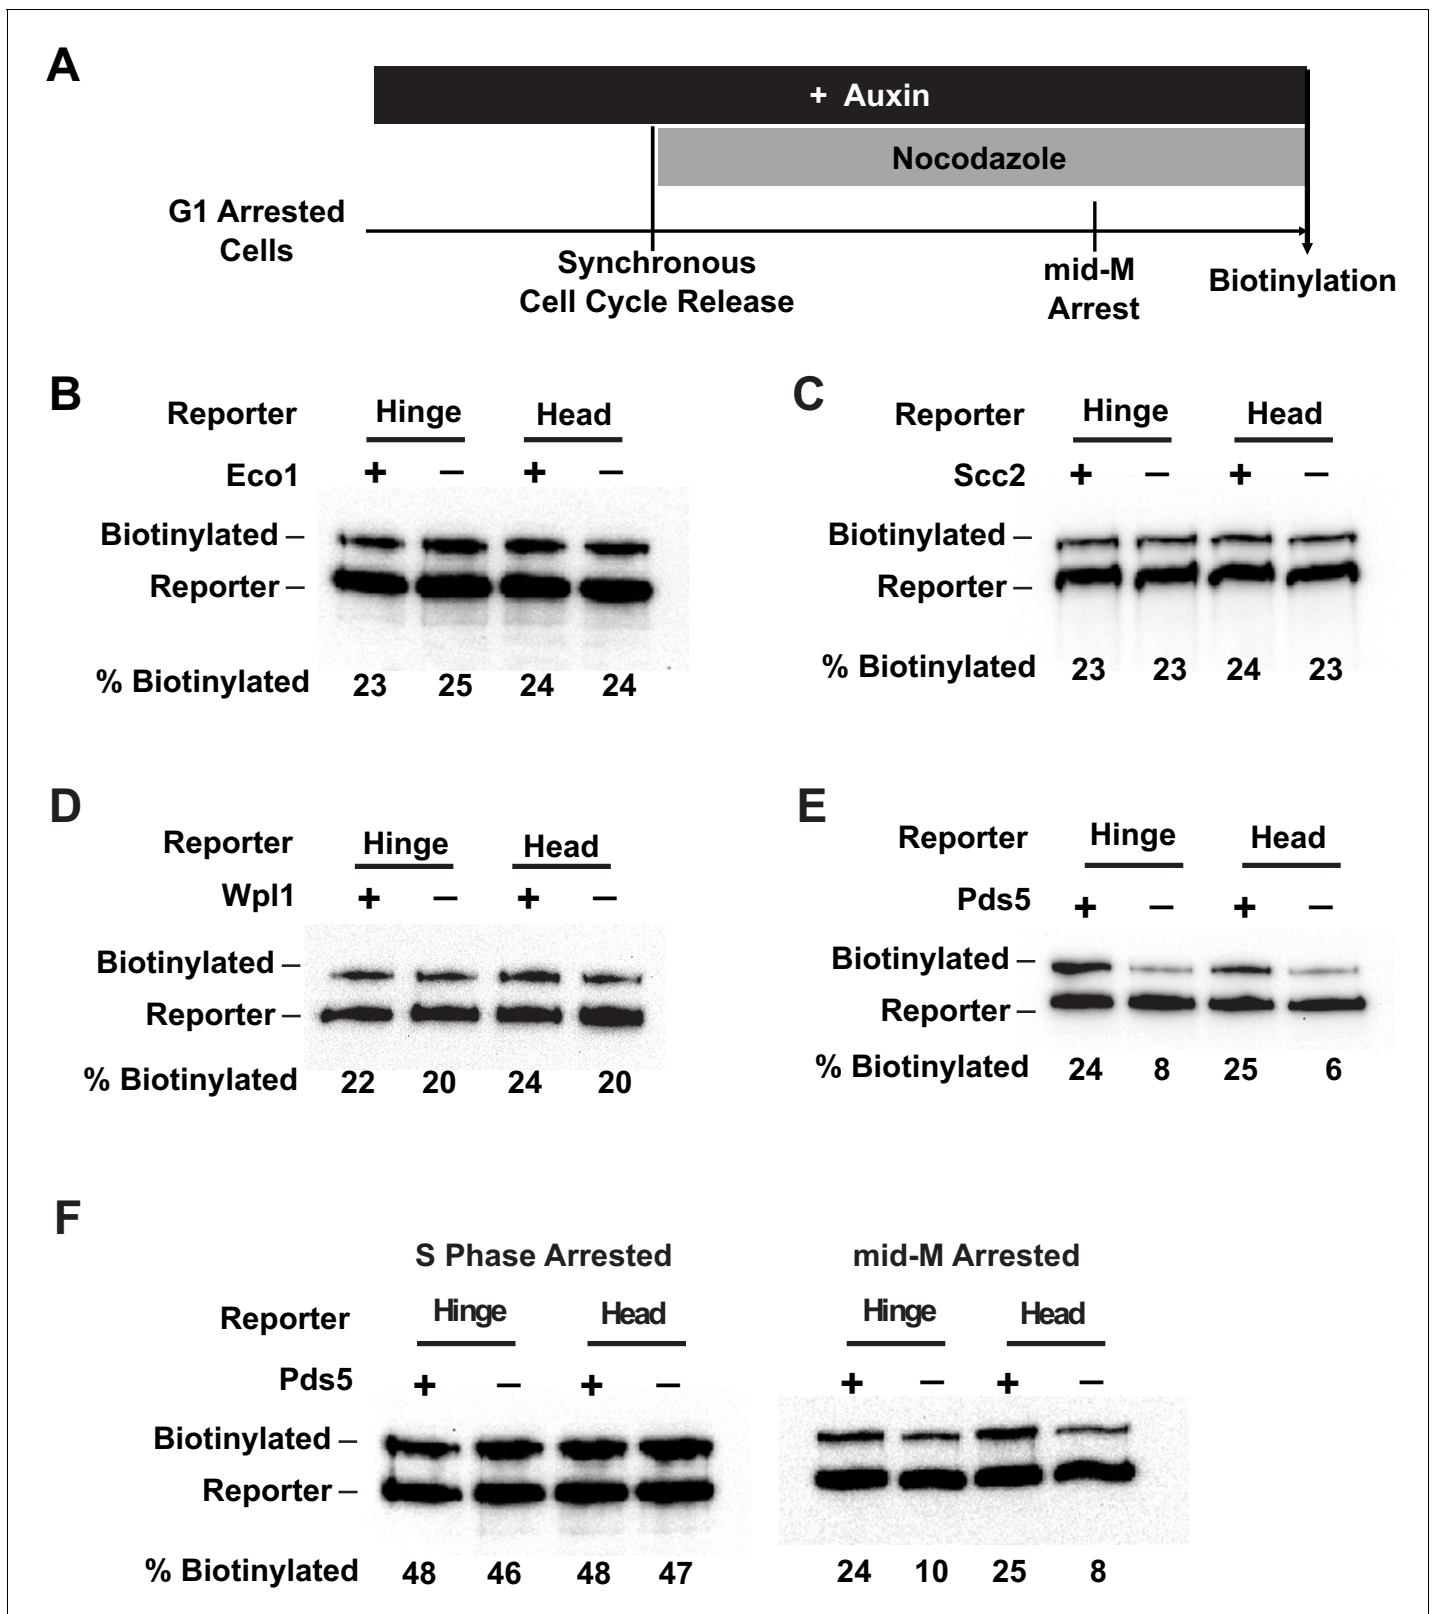 A
+ Auxin
Nocodazole
G1 Arrested
Cells
Synchronous
Cell Cycle Release
mid-M
Arrest
Biotinylation
B
Reporter Hinge Head
Eco1 + − + −
Biotinylated –
Reporter –
% Biotinylated 23 25 24 24
C
Reporter Hinge Head
Scc2 + − + −
Biotinylated –
Reporter –
% Biotinylated 23 23 24 23
D
Reporter Hinge Head
Wpl1 + − + −
Biotinylated –
Reporter –
% Biotinylated 22 20 24 20
E
Reporter Hinge Head
Pds5 + − + −
Biotinylated –
Reporter –
% Biotinylated 24 8 25 6
F
S Phase Arrested mid-M Arrested
Reporter Hinge Head Hinge Head
Pds5 + − + − + − + −
Biotinylated –
Reporter –
% Biotinylated 48 46 48 47 24 10 25 8